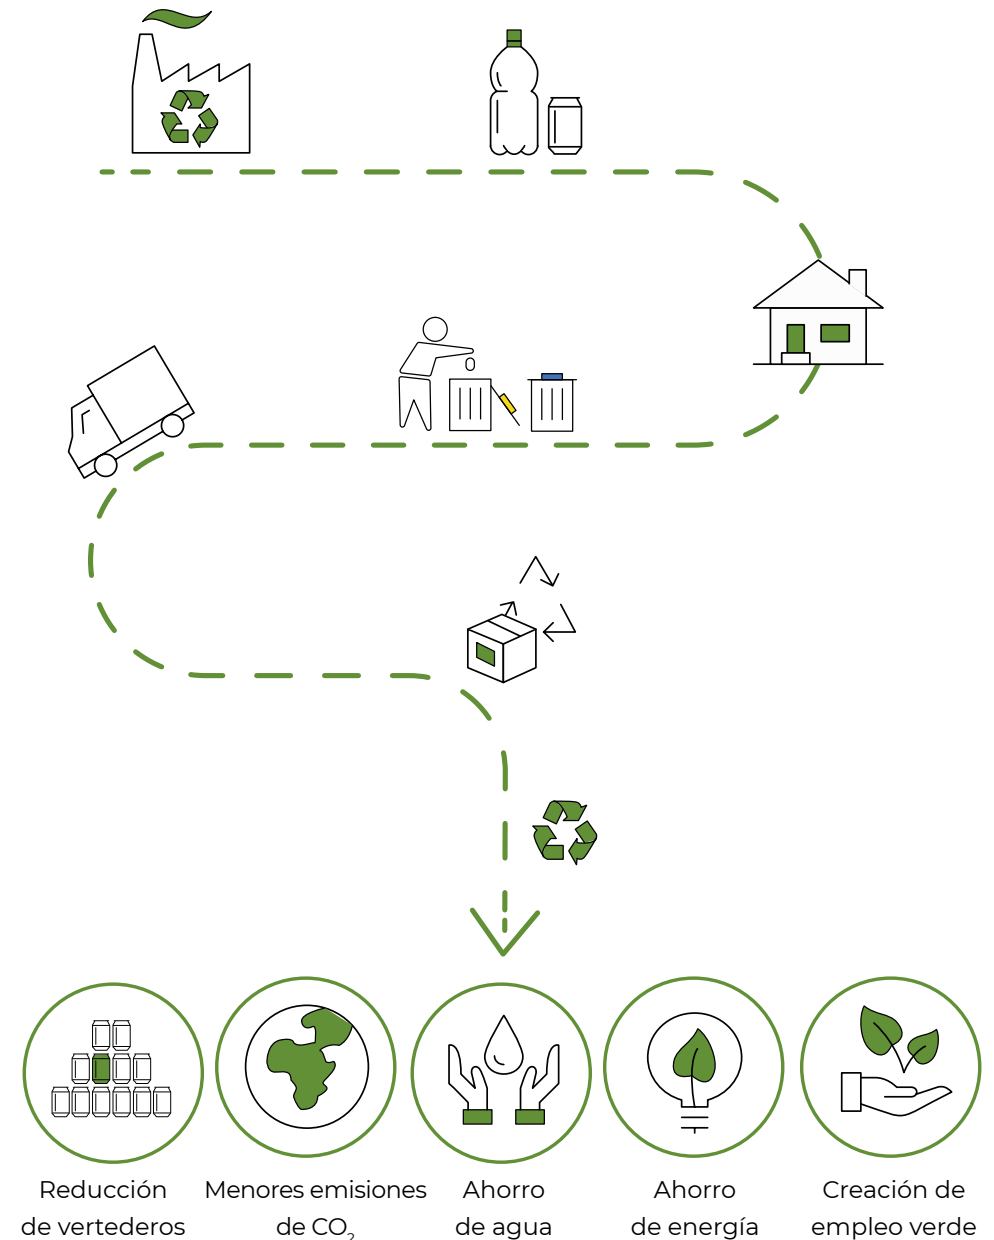 Reducción
de vertederos
Menores emisiones
de CO₂
Ahorro
de agua
Ahorro
de energía
Creación de
empleo verde